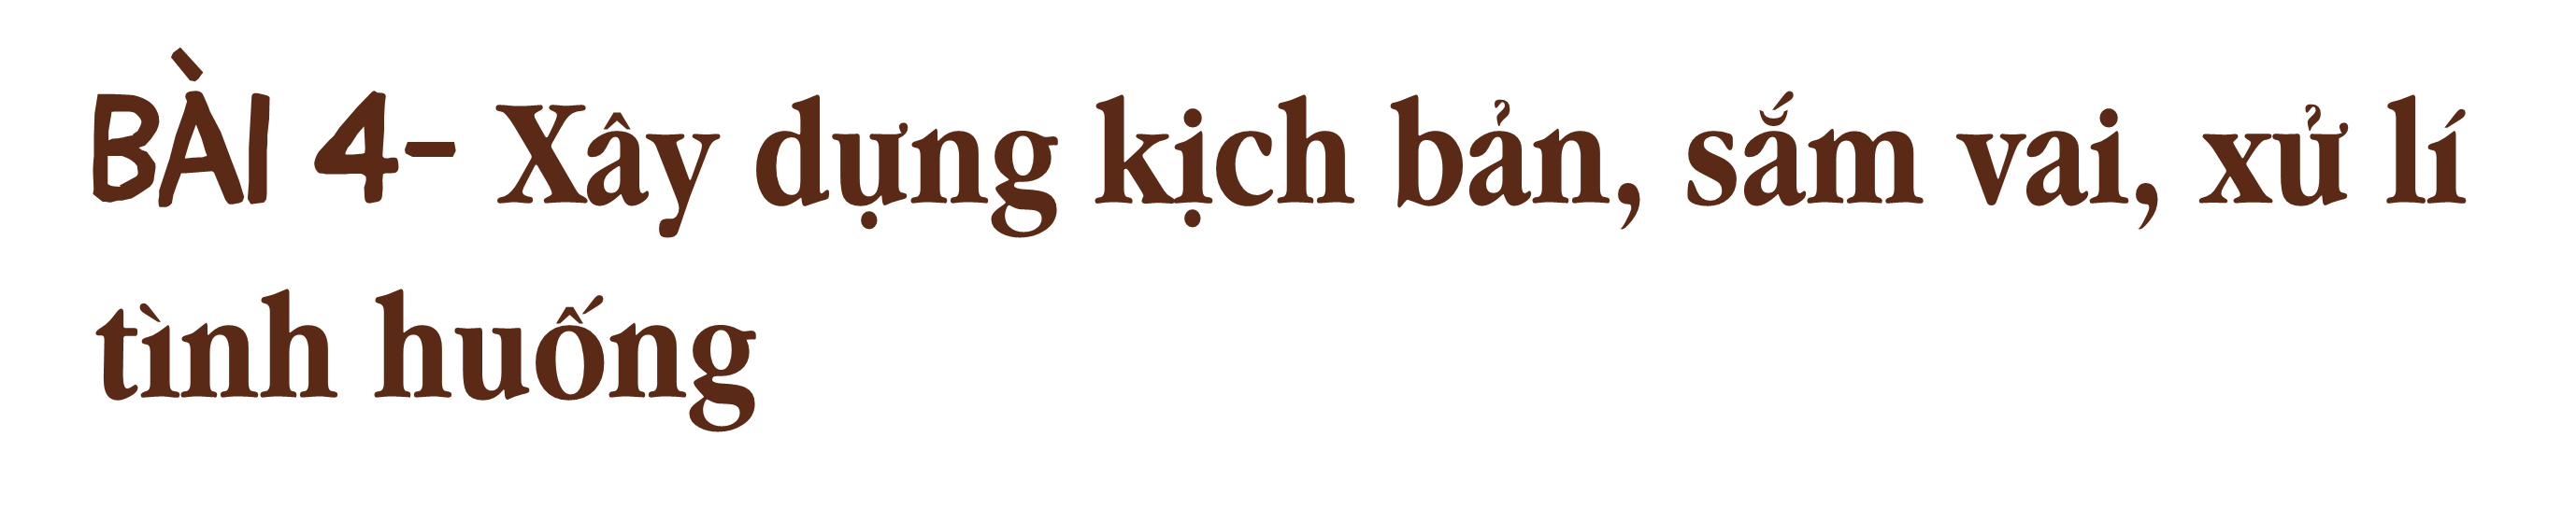 BÀI 4- Xây dựng kịch bản, sắm vai, xử lí
tình huống